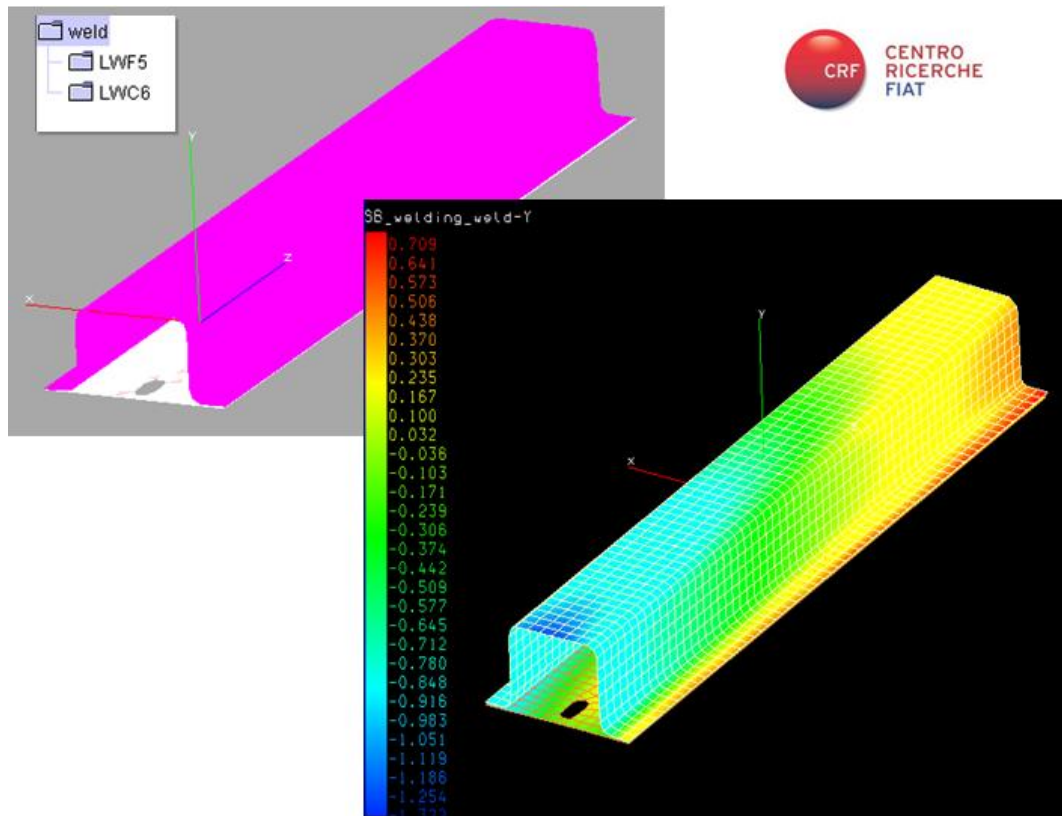 weld
LWF5
LWC6
Y
Z
X
CRF
CENTRO
RICERCHE
FIAT
SB_welding_weld-Y
0.709
0.641
0.573
0.506
0.438
0.370
0.303
0.235
0.167
0.100
0.032
-0.036
-0.103
-0.171
-0.239
-0.306
-0.374
-0.442
-0.509
-0.577
-0.645
-0.712
-0.780
-0.848
-0.916
-0.983
-1.051
-1.119
-1.186
-1.254
Y
X